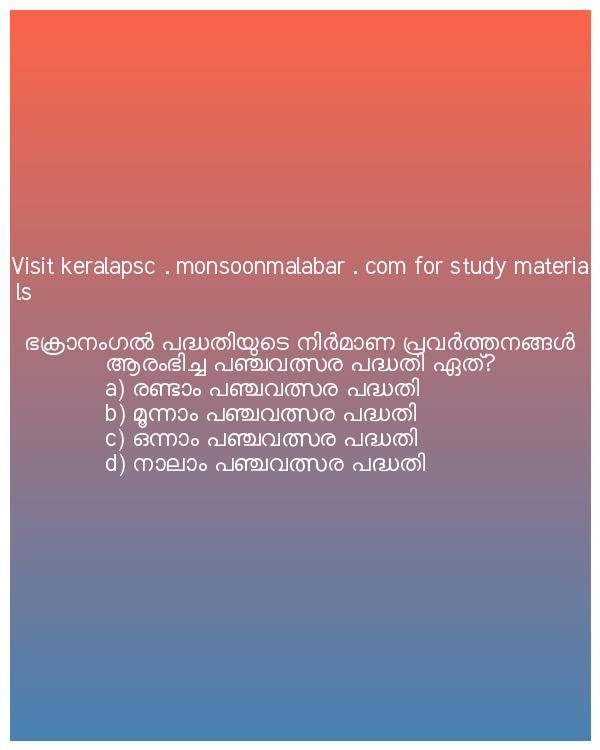 Visit keralapsc . monsoonmalabar . com for study materia
ls
ഭക്രാനംഗൽ പദ്ധതിയുടെ നിർമാണ പ്രവർത്തനങ്ങൾ
ആരംഭിച്ച പഞ്ചവത്സര പദ്ധതി ഏത്?
a) രണ്ടാം പഞ്ചവത്സര പദ്ധതി
b) മൂന്നാം പഞ്ചവത്സര പദ്ധതി
c) ഒന്നാം പഞ്ചവത്സര പദ്ധതി
d) നാലാം പഞ്ചവത്സര പദ്ധതി